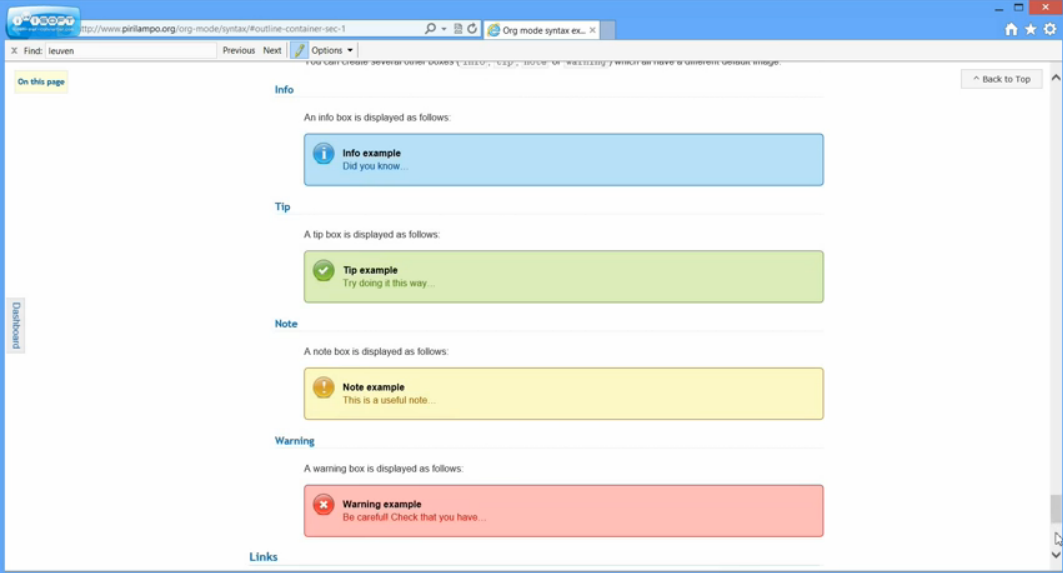 http://www.pirilampo.org/org-mode/syntax/#outline-container-sec-1
Org mode syntax ex...
Find: leuven
Previous Next Options
On this page
^ Back to Top
You can create several other boxes ( info , tip , note or warning ) which all have a different default image.
Info
An info box is displayed as follows:
Info example
Did you know...
Tip
A tip box is displayed as follows:
Tip example
Try doing it this way...
Dashboard
Note
A note box is displayed as follows:
Note example
This is a useful note...
Warning
A warning box is displayed as follows:
Warning example
Be careful! Check that you have...
Links